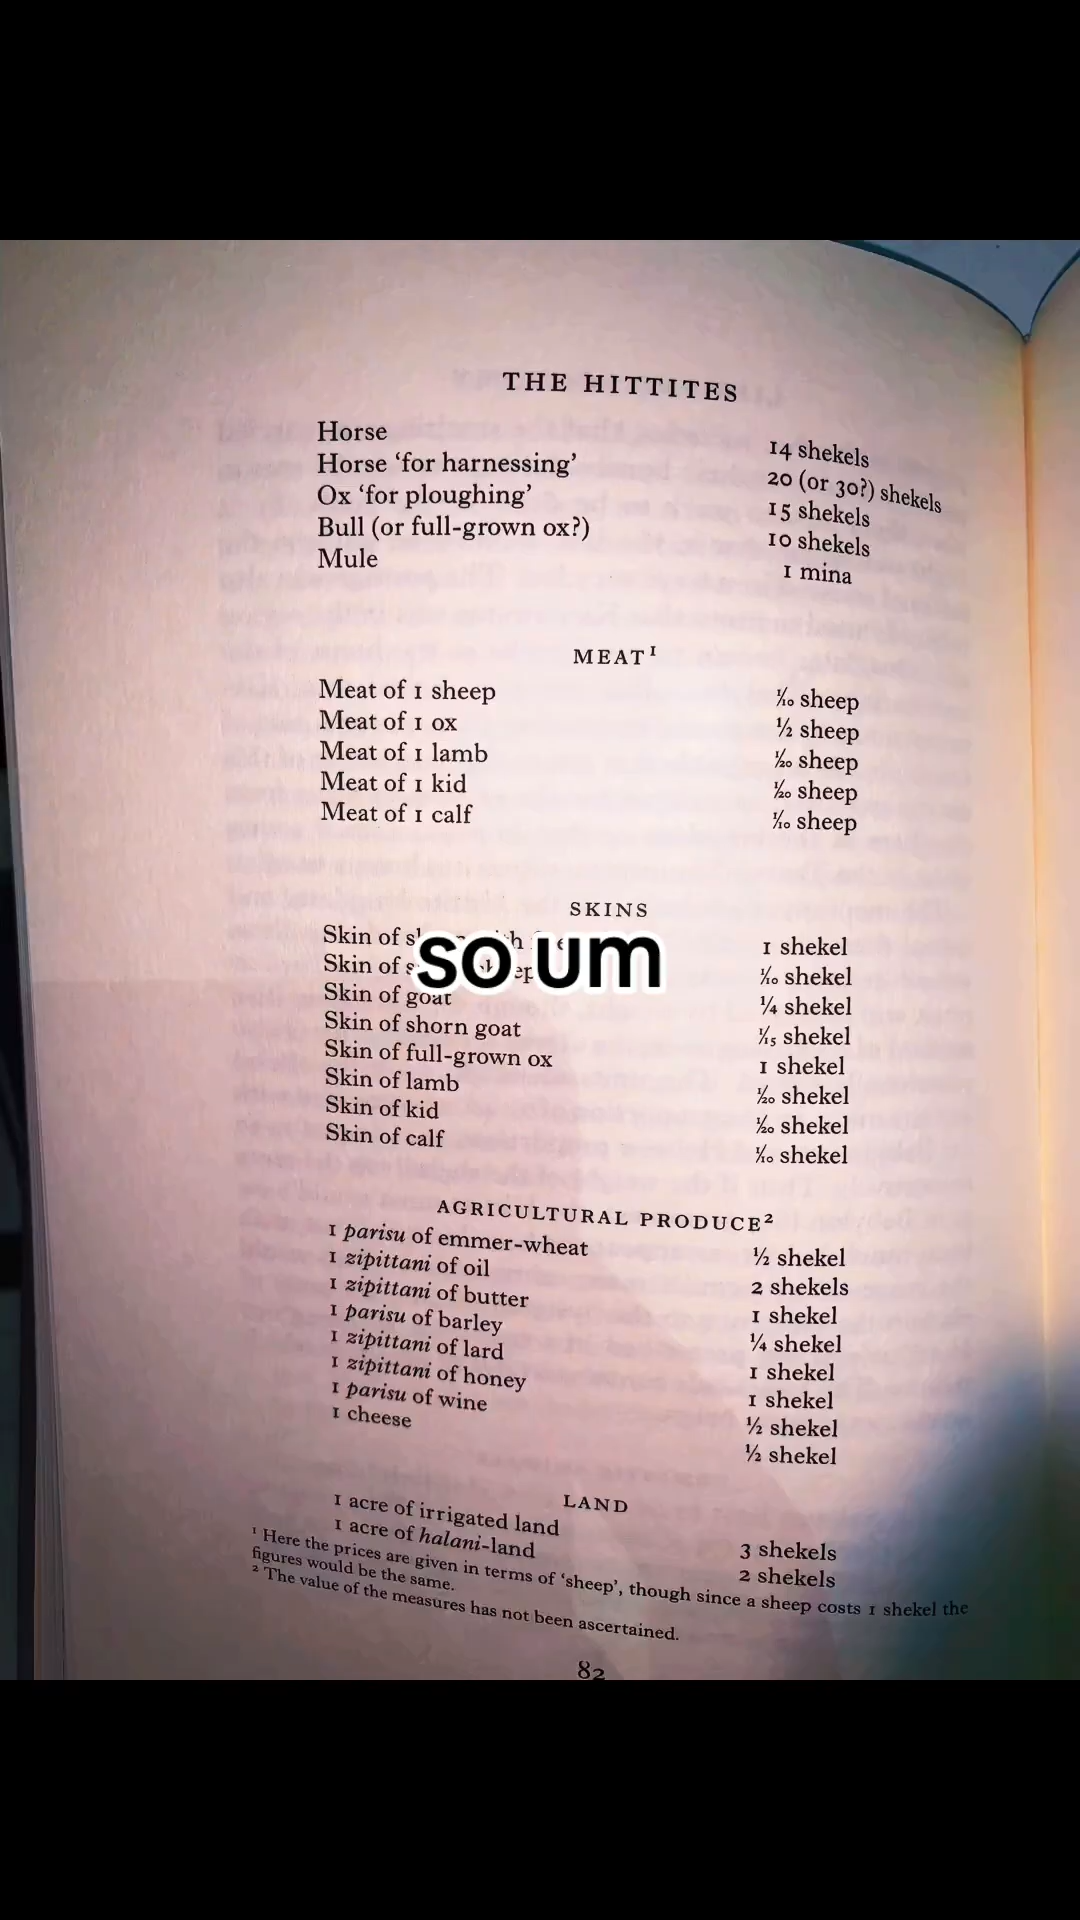 THE HITTITES
Horse 14 shekels
Horse ‘for harnessing’ 20 (or 30?) shekels
Ox ‘for ploughing’ 15 shekels
Bull (or full-grown ox?) 10 shekels
Mule 1 mina
MEAT¹
Meat of 1 sheep 1⁄10 sheep
Meat of 1 ox ½ sheep
Meat of 1 lamb 1⁄20 sheep
Meat of 1 kid 1⁄20 sheep
Meat of 1 calf 1⁄10 sheep
SKINS
Skin of 1 shekel
so um
Skin of 1⁄10 shekel
Skin of goat ¼ shekel
Skin of shorn goat 1⁄15 shekel
Skin of full-grown ox 1 shekel
Skin of lamb 1⁄20 shekel
Skin of kid 1⁄20 shekel
Skin of calf 1⁄10 shekel
AGRICULTURAL PRODUCE²
1 parisu of emmer-wheat ½ shekel
1 zipittani of oil 2 shekels
1 zipittani of butter 1 shekel
1 parisu of barley ¼ shekel
1 zipittani of lard 1 shekel
1 zipittani of honey 1 shekel
1 parisu of wine ½ shekel
1 cheese ½ shekel
LAND
1 acre of irrigated land 3 shekels
1 acre of halani-land 2 shekels
¹ Here the prices are given in terms of ‘sheep’, though since a sheep costs 1 shekel the
figures would be the same.
² The value of the measures has not been ascertained.
82